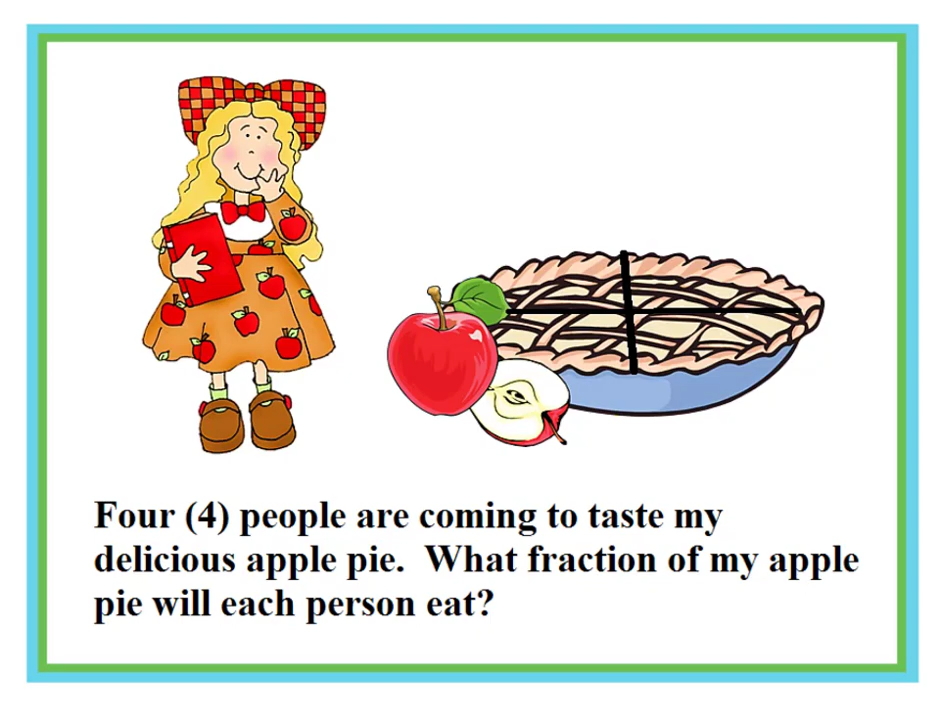 Four (4) people are coming to taste my
delicious apple pie.  What fraction of my apple
pie will each person eat?